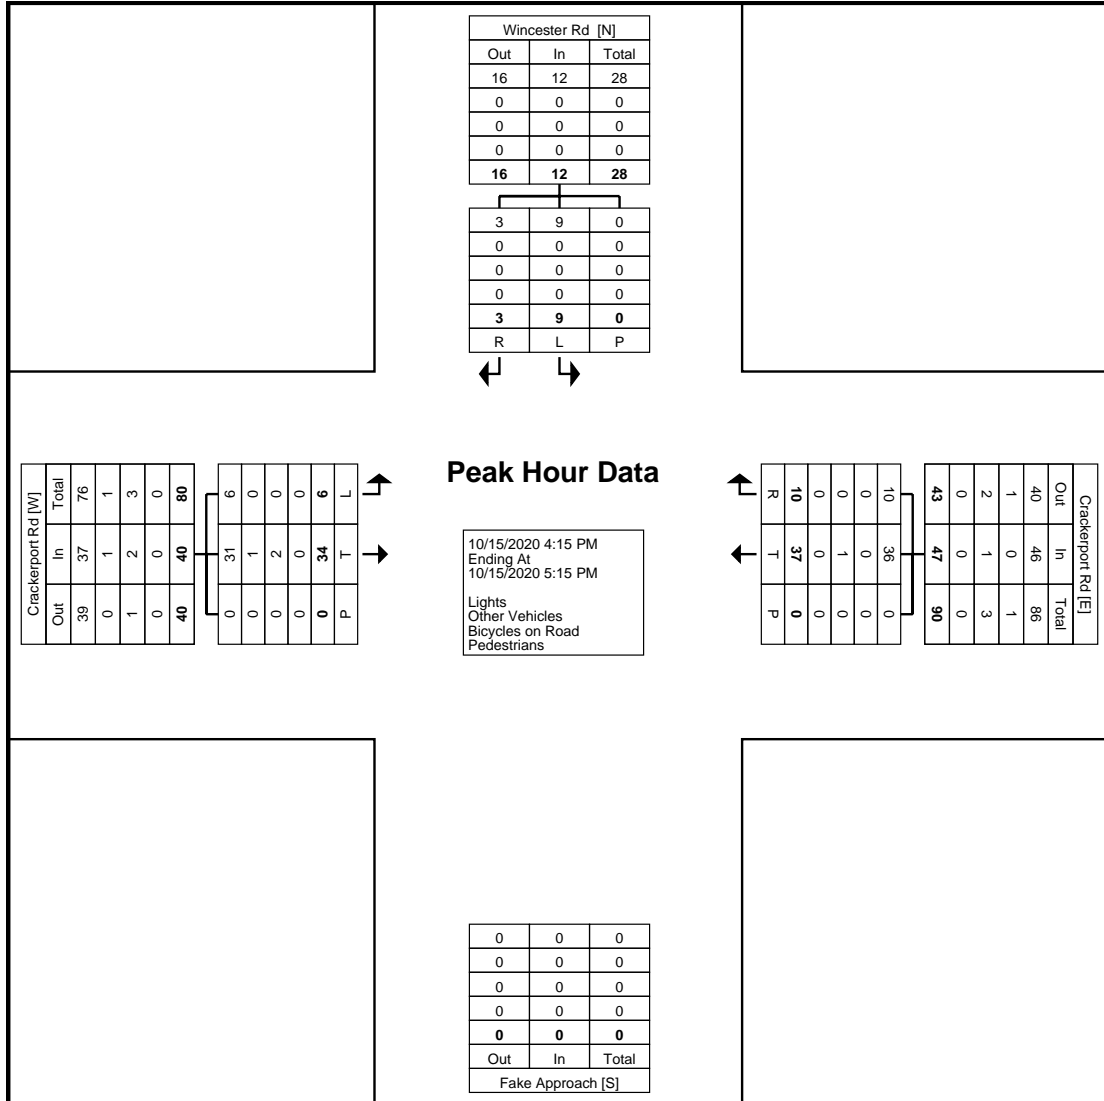 Wincester Rd [N]
Out In Total
16 12 28
0 0 0
0 0 0
0 0 0
16 12 28
3 9 0
0 0 0
0 0 0
0 0 0
3 9 0
R L P
Crackerport Rd [W]
Out In Total
39 37 76
0 1 1
1 2 3
0 0 0
40 40 80
0 31 6
0 1 0
0 2 0
0 0 0
0 34 6
P T L
Peak Hour Data
10/15/2020 4:15 PM
Ending At
10/15/2020 5:15 PM
Lights
Other Vehicles
Bicycles on Road
Pedestrians
Crackerport Rd [E]
Out In Total
40 46 86
1 0 1
2 1 3
0 0 0
43 47 90
10 36 0
0 0 0
0 1 0
0 0 0
10 37 0
R T P
0 0 0
0 0 0
0 0 0
0 0 0
0 0 0
Out In Total
Fake Approach [S]